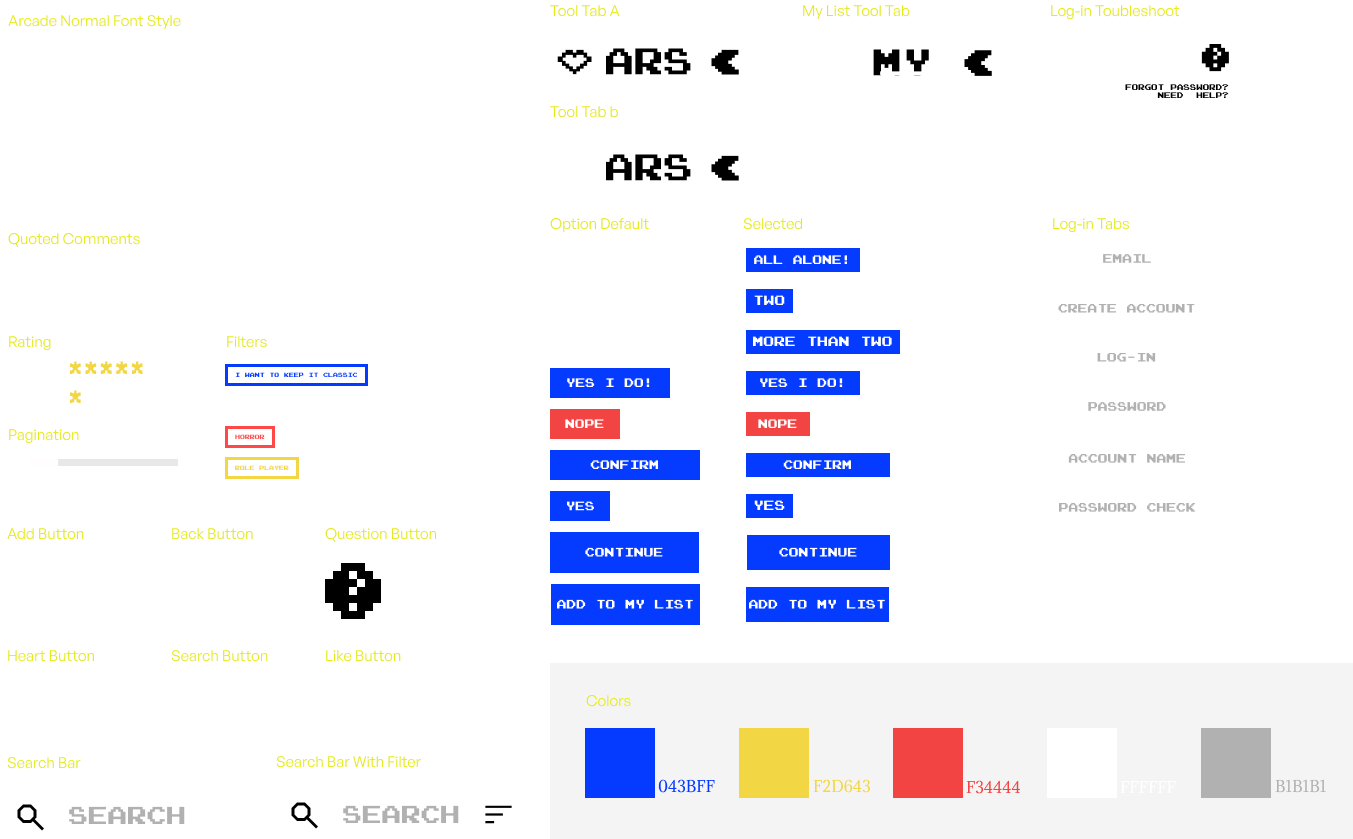 Arcade Normal Font Style
Tool Tab A
My List Tool Tab
Log-in Toubleshoot
ARS
MY
FORGOT PASSWORD?
NEED HELP?
Tool Tab b
ARS
Quoted Comments
Option Default
Selected
Log-in Tabs
ALL ALONE!
EMAIL
TWO
CREATE ACCOUNT
Rating
Filters
MORE THAN TWO
LOG-IN
*****
I WANT TO KEEP IT CLASSIC
YES I DO!
YES I DO!
*
PASSWORD
NOPE
NOPE
Pagination
HORROR
CONFIRM
CONFIRM
ACCOUNT NAME
ROLE PLAYER
YES
YES
PASSWORD CHECK
Add Button
Back Button
Question Button
?
CONTINUE
CONTINUE
ADD TO MY LIST
ADD TO MY LIST
Heart Button
Search Button
Like Button
Colors
043BFF
F2D643
F34444
FFFFFF
B1B1B1
Search Bar
Search Bar With Filter
SEARCH
SEARCH